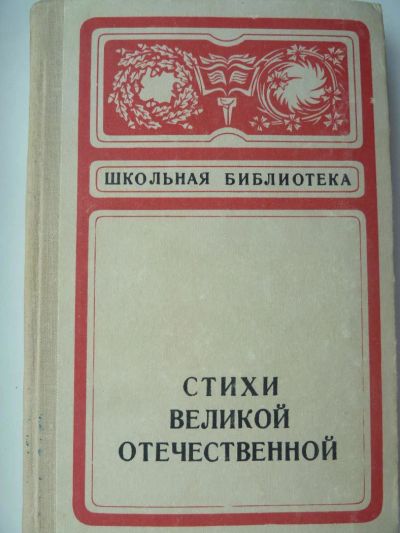 ШКОЛЬНАЯ БИБЛИОТЕКА
СТИХИ
ВЕЛИКОЙ
ОТЕЧЕСТВЕННОЙ